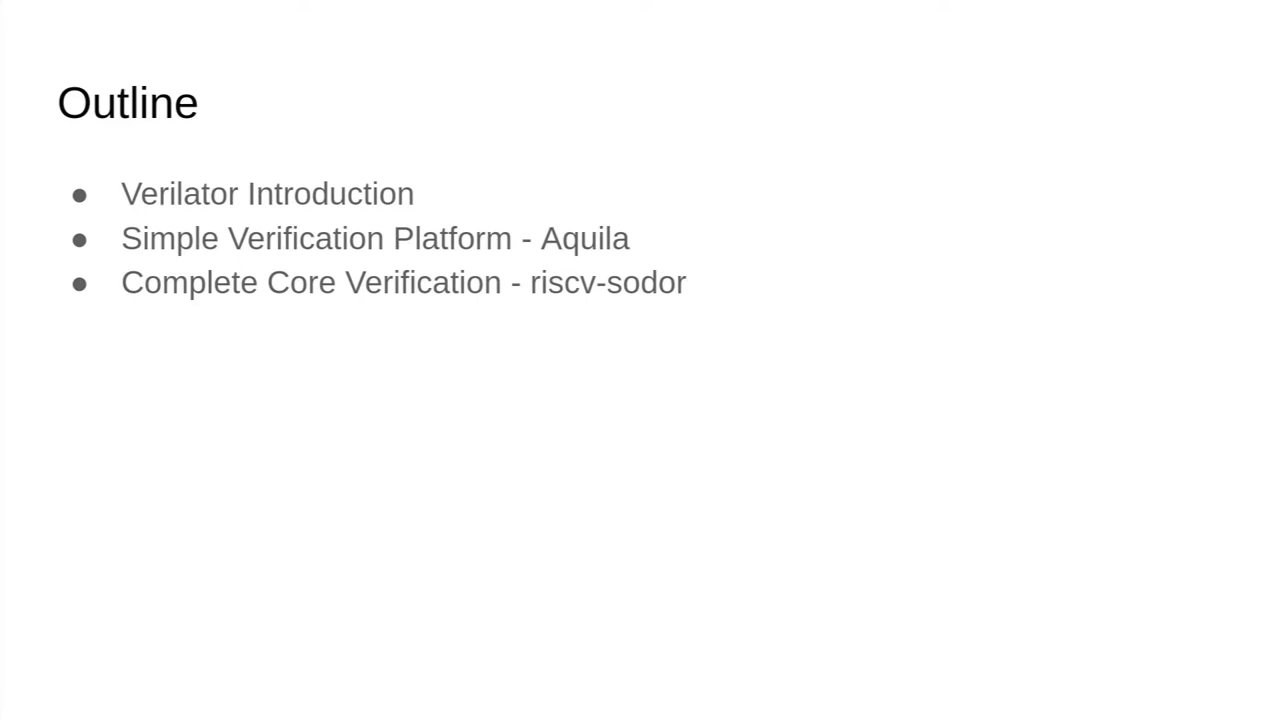 Outline
● Verilator Introduction
● Simple Verification Platform - Aquila
● Complete Core Verification - riscv-sodor